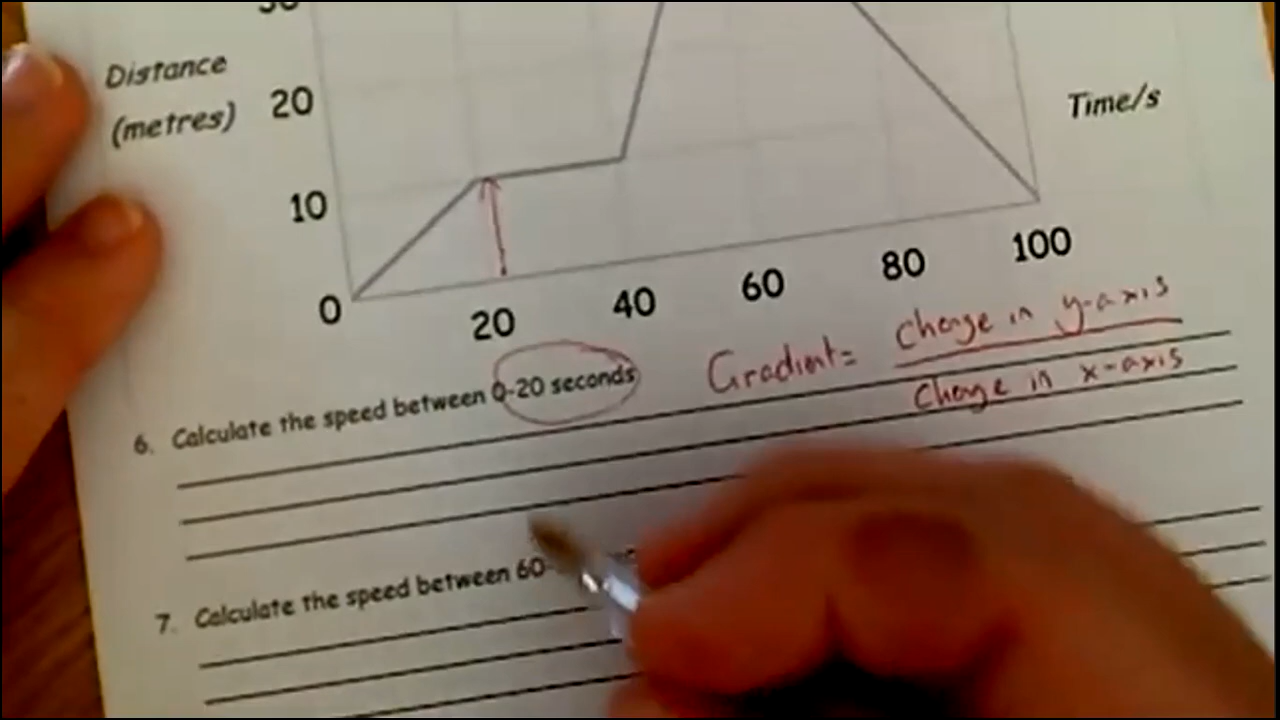 Distance
(metres)
20
10
0
20
40
60
80
100
Time/s
6. Calculate the speed between 0-20 seconds
Gradient = change in y-axis
change in x-axis
7. Calculate the speed between 60-